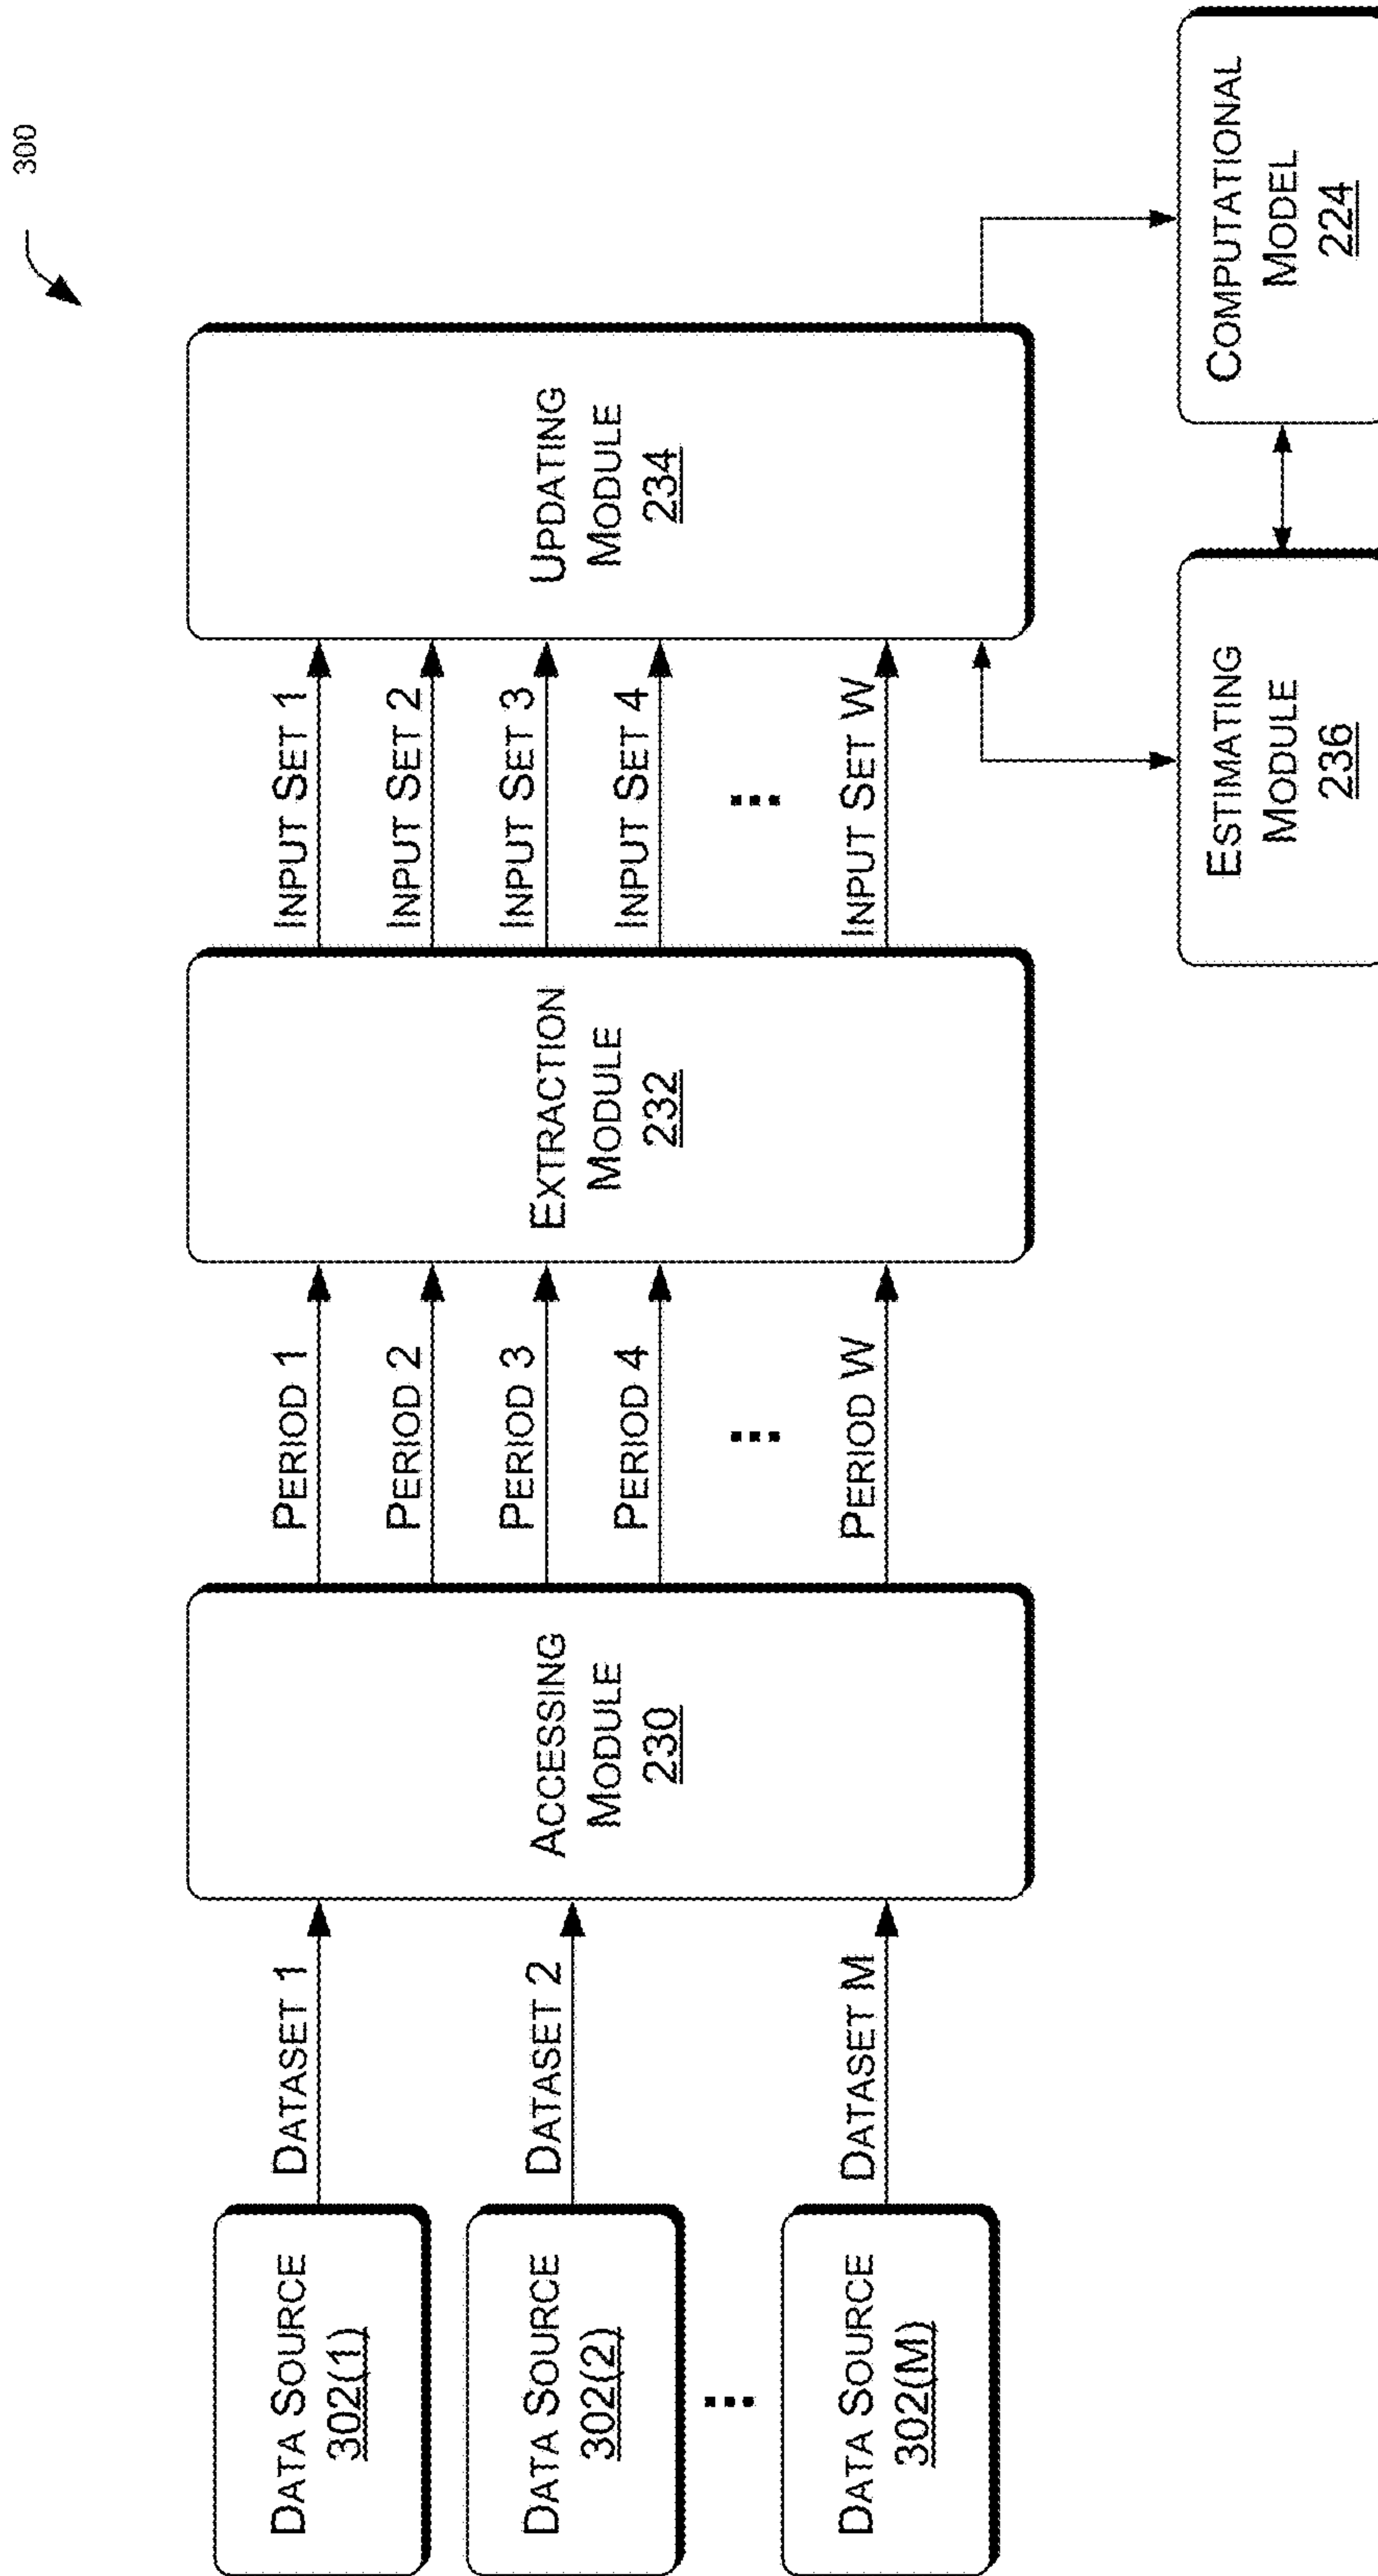 300
DATA SOURCE
302(1)
DATA SOURCE
302(2)
...
DATA SOURCE
302(M)
DATASET 1
DATASET 2
DATASET M
ACCESSING
MODULE
230
PERIOD 1
PERIOD 2
PERIOD 3
PERIOD 4
...
PERIOD W
EXTRACTION
MODULE
232
INPUT SET 1
INPUT SET 2
INPUT SET 3
INPUT SET 4
...
INPUT SET W
UPDATING
MODULE
234
ESTIMATING
MODULE
236
COMPUTATIONAL
MODEL
224